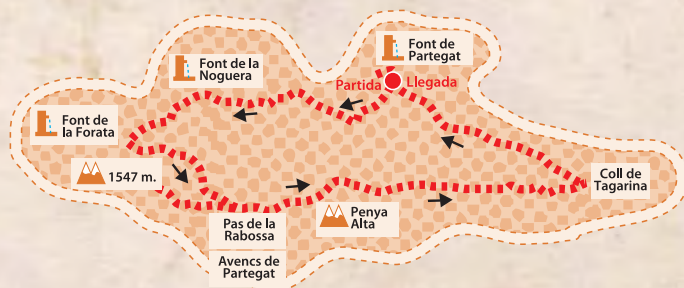 Font de
Partegat
Partida
Llegada
Font de la
Noguera
Font de
la Forata
1547 m.
Pas de la
Rabossa
Avencs de
Partegat
Penya
Alta
Coll de
Tagarina